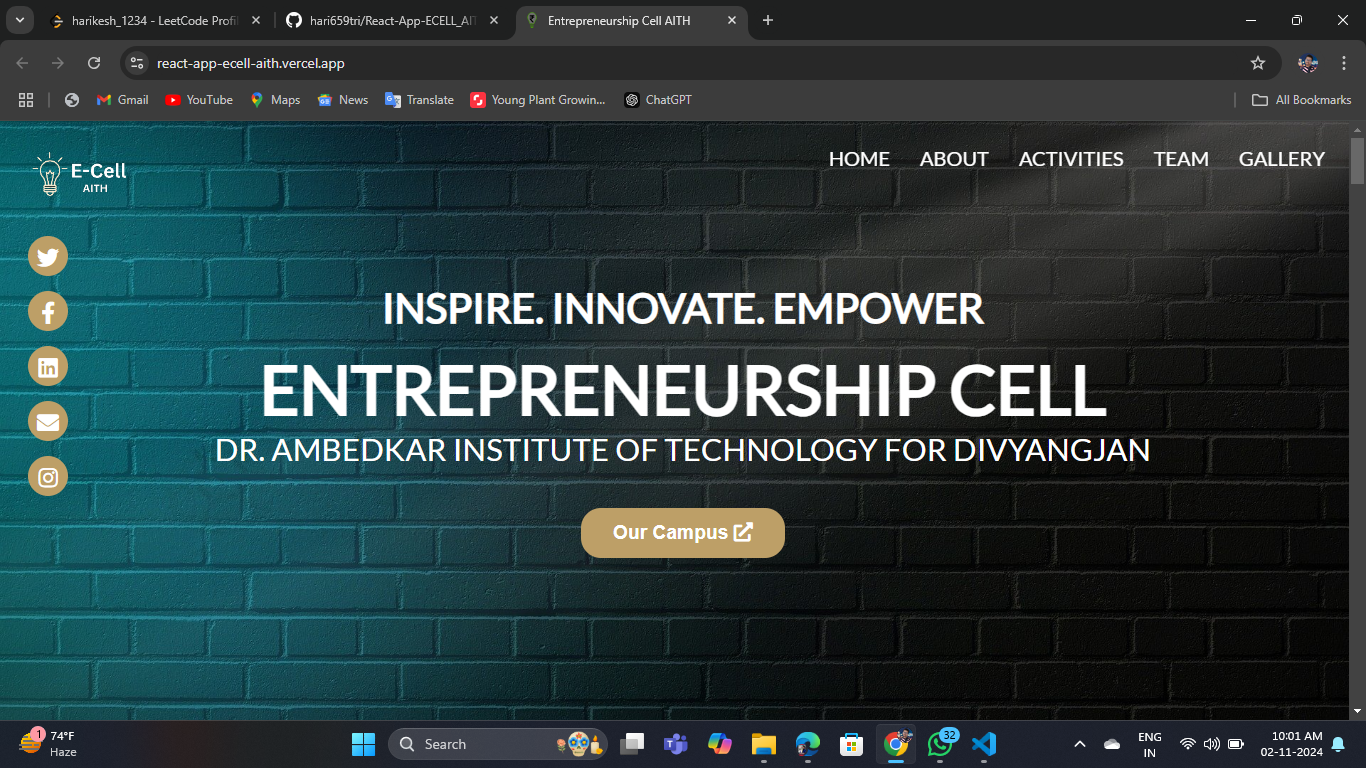 harikesh_1234 - LeetCode Profil
hari659tri/React-App-ECELL_AIT
Entrepreneurship Cell AITH
react-app-ecell-aith.vercel.app
Gmail
YouTube
Maps
News
Translate
Young Plant Growin...
ChatGPT
All Bookmarks
E-Cell
AITH
HOME
ABOUT
ACTIVITIES
TEAM
GALLERY
INSPIRE. INNOVATE. EMPOWER
ENTREPRENEURSHIP CELL
DR. AMBEDKAR INSTITUTE OF TECHNOLOGY FOR DIVYANGJAN
Our Campus
1
74°F
Haze
Search
32
ENG
IN
10:01 AM
02-11-2024